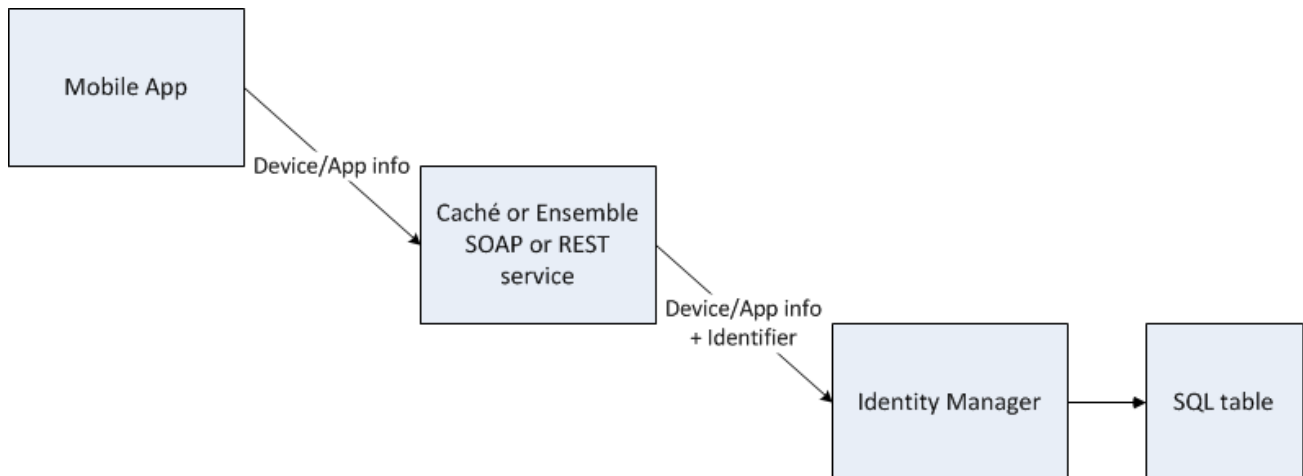 Mobile App
Device/App info
Caché or Ensemble
SOAP or REST
service
Device/App info
+ Identifier
Identity Manager
SQL table